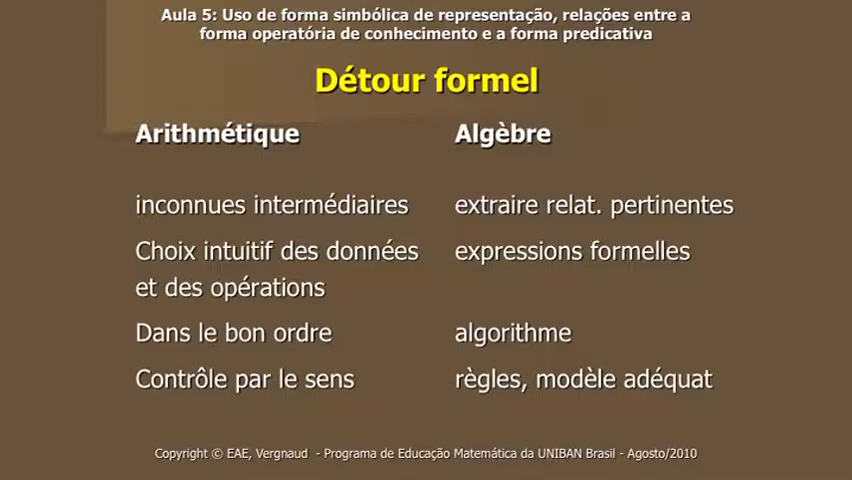 Aula 5: Uso de forma simbólica de representação, relações entre a
forma operatória de conhecimento e a forma predicativa
Détour formel
Arithmétique Algèbre
inconnues intermédiaires extraire relat. pertinentes
Choix intuitif des données expressions formelles
et des opérations
Dans le bon ordre algorithme
Contrôle par le sens règles, modèle adéquat
Copyright © EAE, Vergnaud - Programa de Educação Matemática da UNIBAN Brasil - Agosto/2010